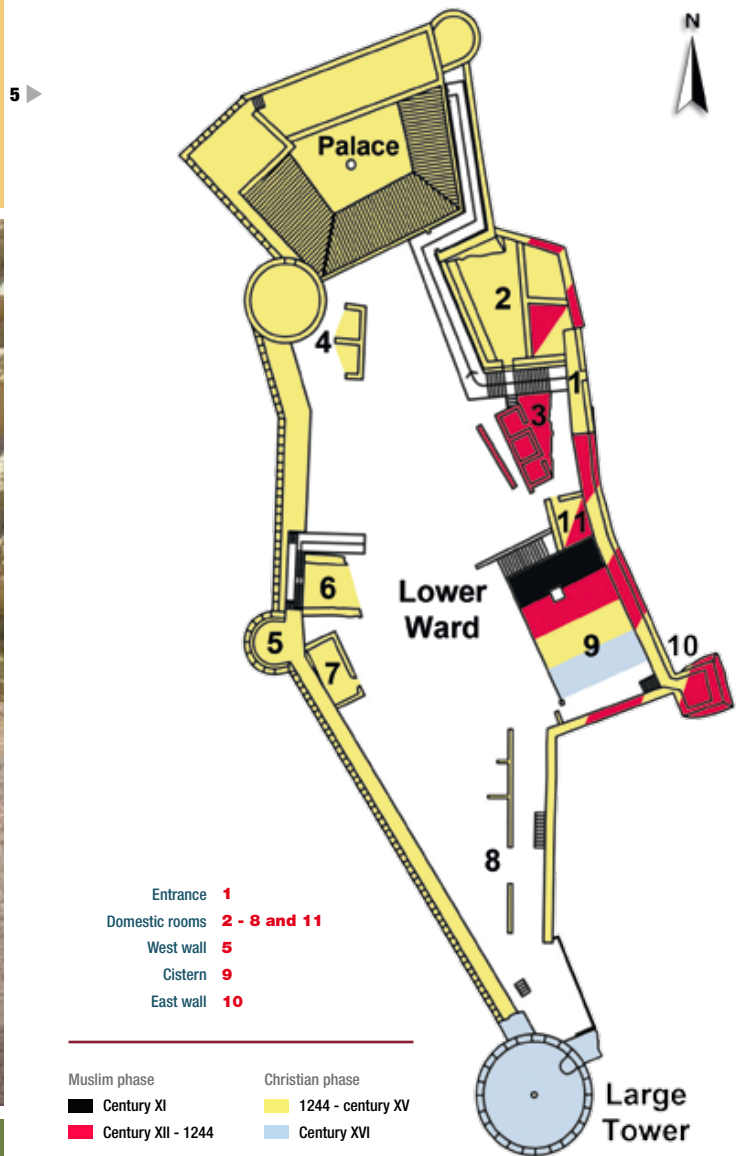 N
5
Palace
2
4
1
3
11
6
Lower
Ward
9
5
10
7
8
Entrance 1
Domestic rooms 2 - 8 and 11
West wall 5
Cistern 9
East wall 10
Muslim phase
Century XI
Century XII - 1244
Christian phase
1244 - century XV
Century XVI
Large
Tower